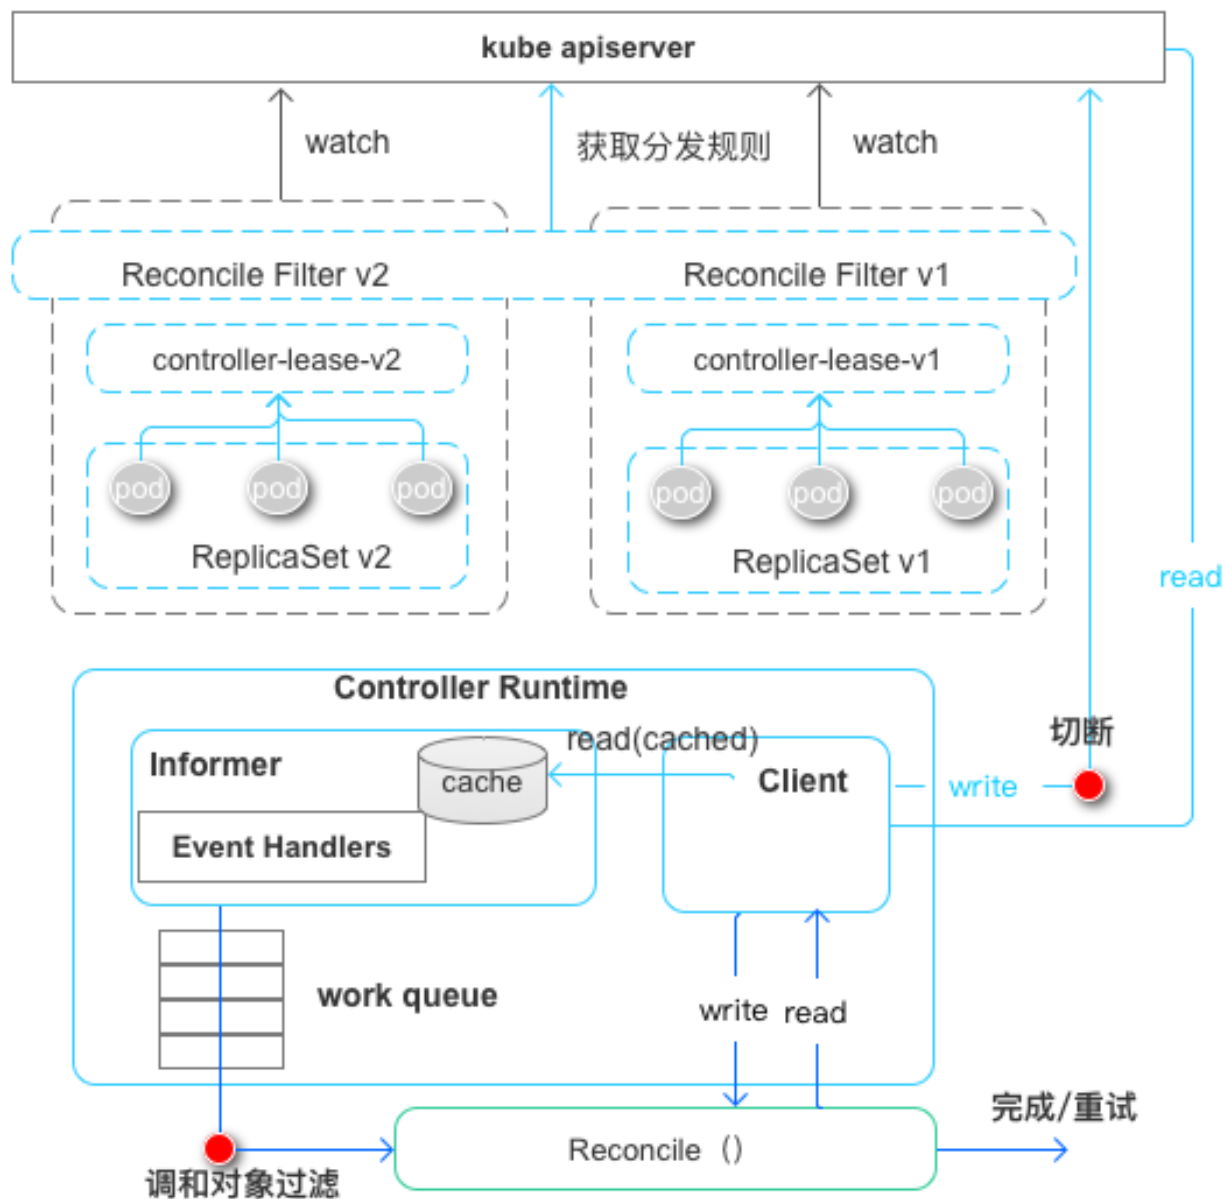 kube apiserver
watch
获取分发规则
watch
Reconcile Filter v2
Reconcile Filter v1
controller-lease-v2
controller-lease-v1
pod
pod
pod
pod
pod
pod
ReplicaSet v2
ReplicaSet v1
read
Controller Runtime
切断
Informer
read(cached)
cache
Client
write
Event Handlers
work queue
write
read
完成/重试
Reconcile（）
调和对象过滤